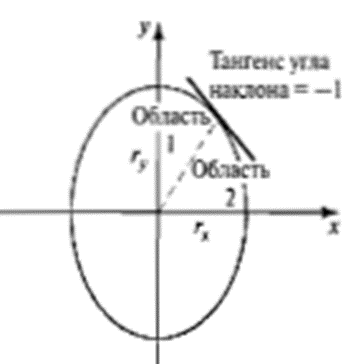 y
Тангенс угла
наклона = −1
Область
1
r_y
Область
2
r_x
x